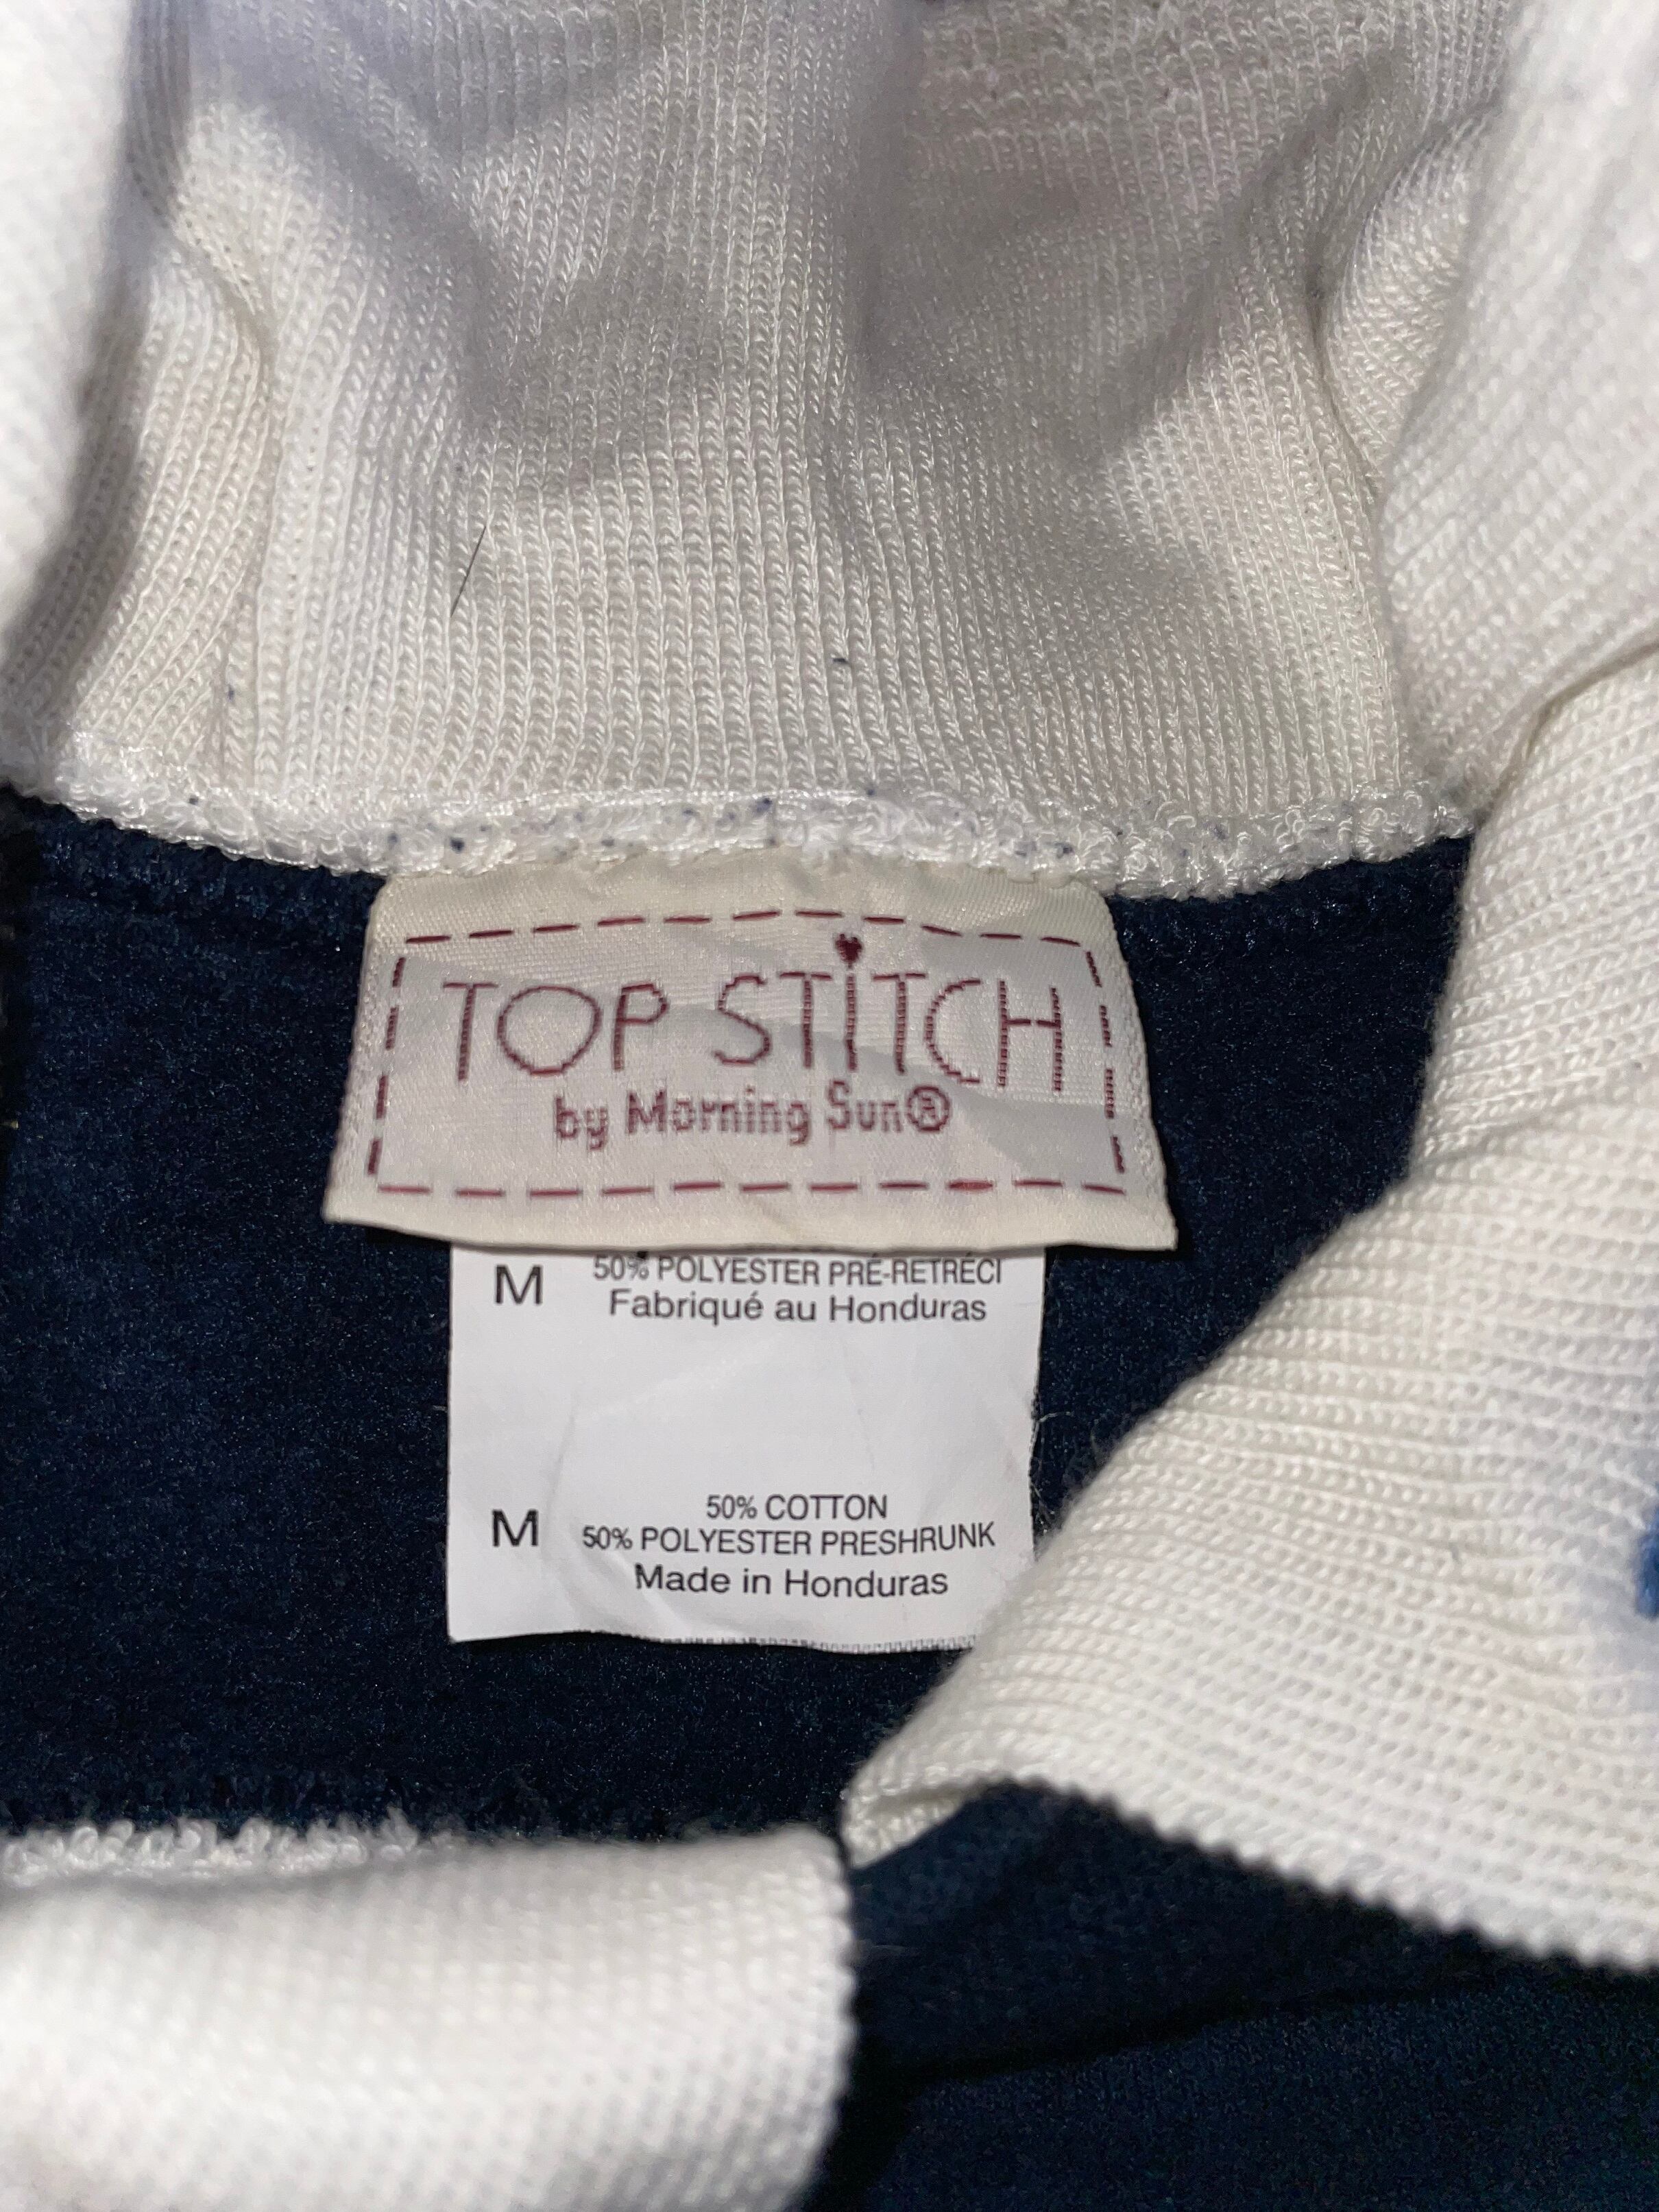 TOP STiTCH
by Morning Sun®
M 50% POLYESTER PRÉ-RETRÉCI
Fabriqué au Honduras
50% COTTON
M 50% POLYESTER PRESHRUNK
Made in Honduras